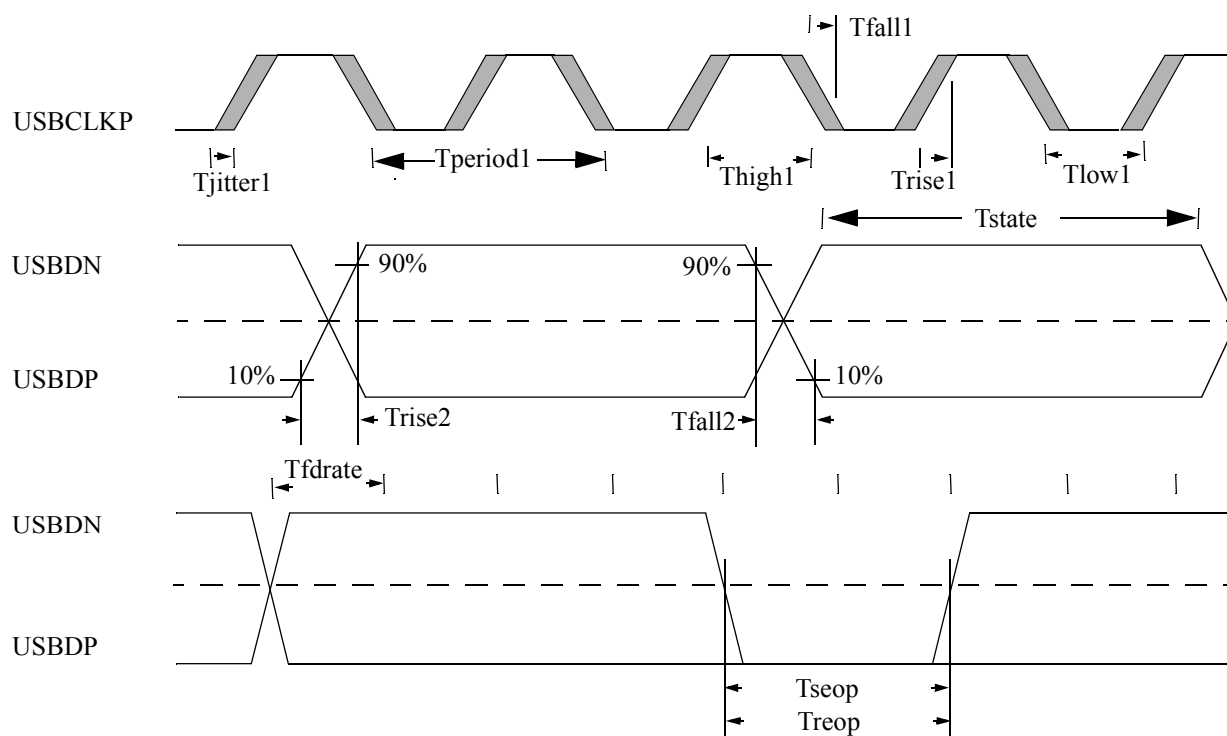 Tfall1
USBCLKP
Tjitter1
Tperiod1
Thigh1
Trise1
Tlow1
Tstate
USBDN
90%
90%
USBDP
10%
10%
Trise2
Tfall2
Tfdrate
USBDN
USBDP
Tseop
Treop